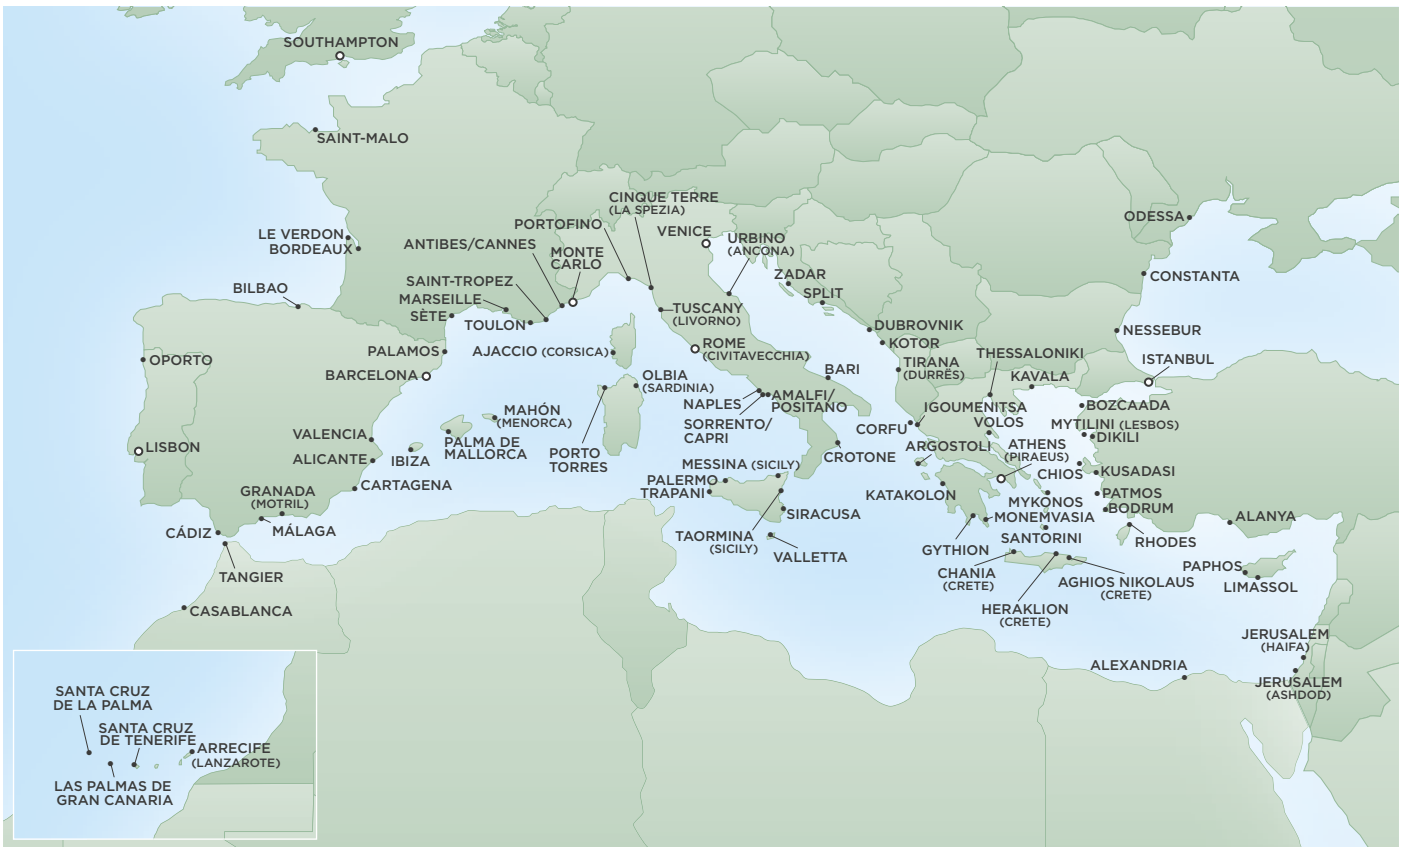 SOUTHAMPTON
SAINT-MALO
LE VERDON
BORDEAUX
BILBAO
OPORTO
LISBON
CINQUE TERRE
(LA SPEZIA)
PORTOFINO
ANTIBES/CANNES
MONTE
CARLO
SAINT-TROPEZ
MARSEILLE
SÈTE
TOULON
PALAMOS
BARCELONA
AJACCIO (CORSICA)
VENICE
URBINO
(ANCONA)
ZADAR
SPLIT
TUSCANY
(LIVORNO)
ROME
(CIVITAVECCHIA)
DUBROVNIK
KOTOR
TIRANA
(DURRËS)
BARI
OLBIA
(SARDINIA)
NAPLES
AMALFI/
POSITANO
SORRENTO/
CAPRI
ODESSA
CONSTANTA
NESSEBUR
ISTANBUL
THESSALONIKI
KAVALA
BOZCAADA
IGOUMENITSA
VOLOS
MYTILINI (LESBOS)
DIKILI
CORFU
ARGOSTOLI
ATHENS
(PIRAEUS)
CHIOS
KUSADASI
CROTONE
KATAKOLON
MYKONOS
PATMOS
BODRUM
MONEMVASIA
SANTORINI
GYTHION
RHODES
ALANYA
MAHÓN
(MENORCA)
VALENCIA
PALMA DE
MALLORCA
ALICANTE
IBIZA
PORTO
TORRES
MESSINA (SICILY)
PALERMO
TRAPANI
CARTAGENA
GRANADA
(MOTRIL)
CÁDIZ
MÁLAGA
SIRACUSA
TAORMINA
(SICILY)
VALLETTA
TANGIER
CASABLANCA
CHANIA
(CRETE)
AGHIOS NIKOLAUS
(CRETE)
HERAKLION
(CRETE)
PAPHOS
LIMASSOL
JERUSALEM
(HAIFA)
ALEXANDRIA
JERUSALEM
(ASHDOD)
SANTA CRUZ
DE LA PALMA
SANTA CRUZ
DE TENERIFE
ARRECIFE
(LANZAROTE)
LAS PALMAS DE
GRAN CANARIA